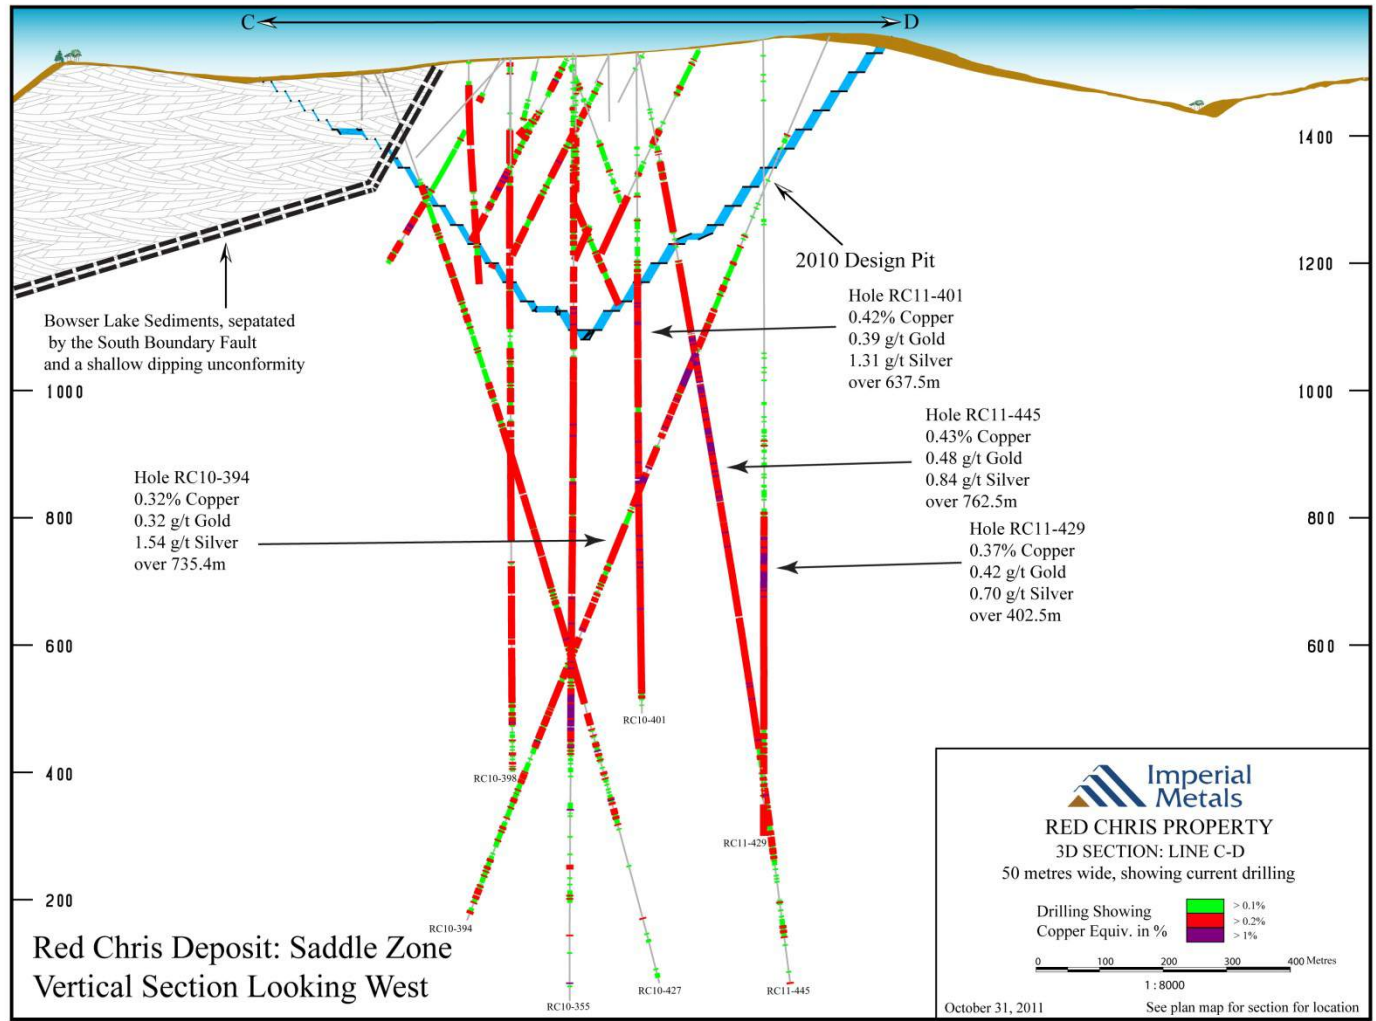 C
D
1400
1400
2010 Design Pit
1200
1200
Hole RC11-401
0.42% Copper
0.39 g/t Gold
1.31 g/t Silver
over 637.5m
Bowser Lake Sediments, sepatated
by the South Boundary Fault
and a shallow dipping unconformity
1000
1000
Hole RC11-445
0.43% Copper
0.48 g/t Gold
0.84 g/t Silver
over 762.5m
Hole RC10-394
0.32% Copper
0.32 g/t Gold
1.54 g/t Silver
over 735.4m
800
800
Hole RC11-429
0.37% Copper
0.42 g/t Gold
0.70 g/t Silver
over 402.5m
600
600
RC10-401
400
RC10-398
RC11-429
200
RC10-394
RC10-355
RC10-427
RC11-445
Red Chris Deposit: Saddle Zone
Vertical Section Looking West
Imperial
Metals
RED CHRIS PROPERTY
3D SECTION: LINE C-D
50 metres wide, showing current drilling
Drilling Showing
Copper Equiv. in %
> 0.1%
> 0.2%
> 1%
0 100 200 300 400 Metres
1 : 8000
October 31, 2011
See plan map for section for location